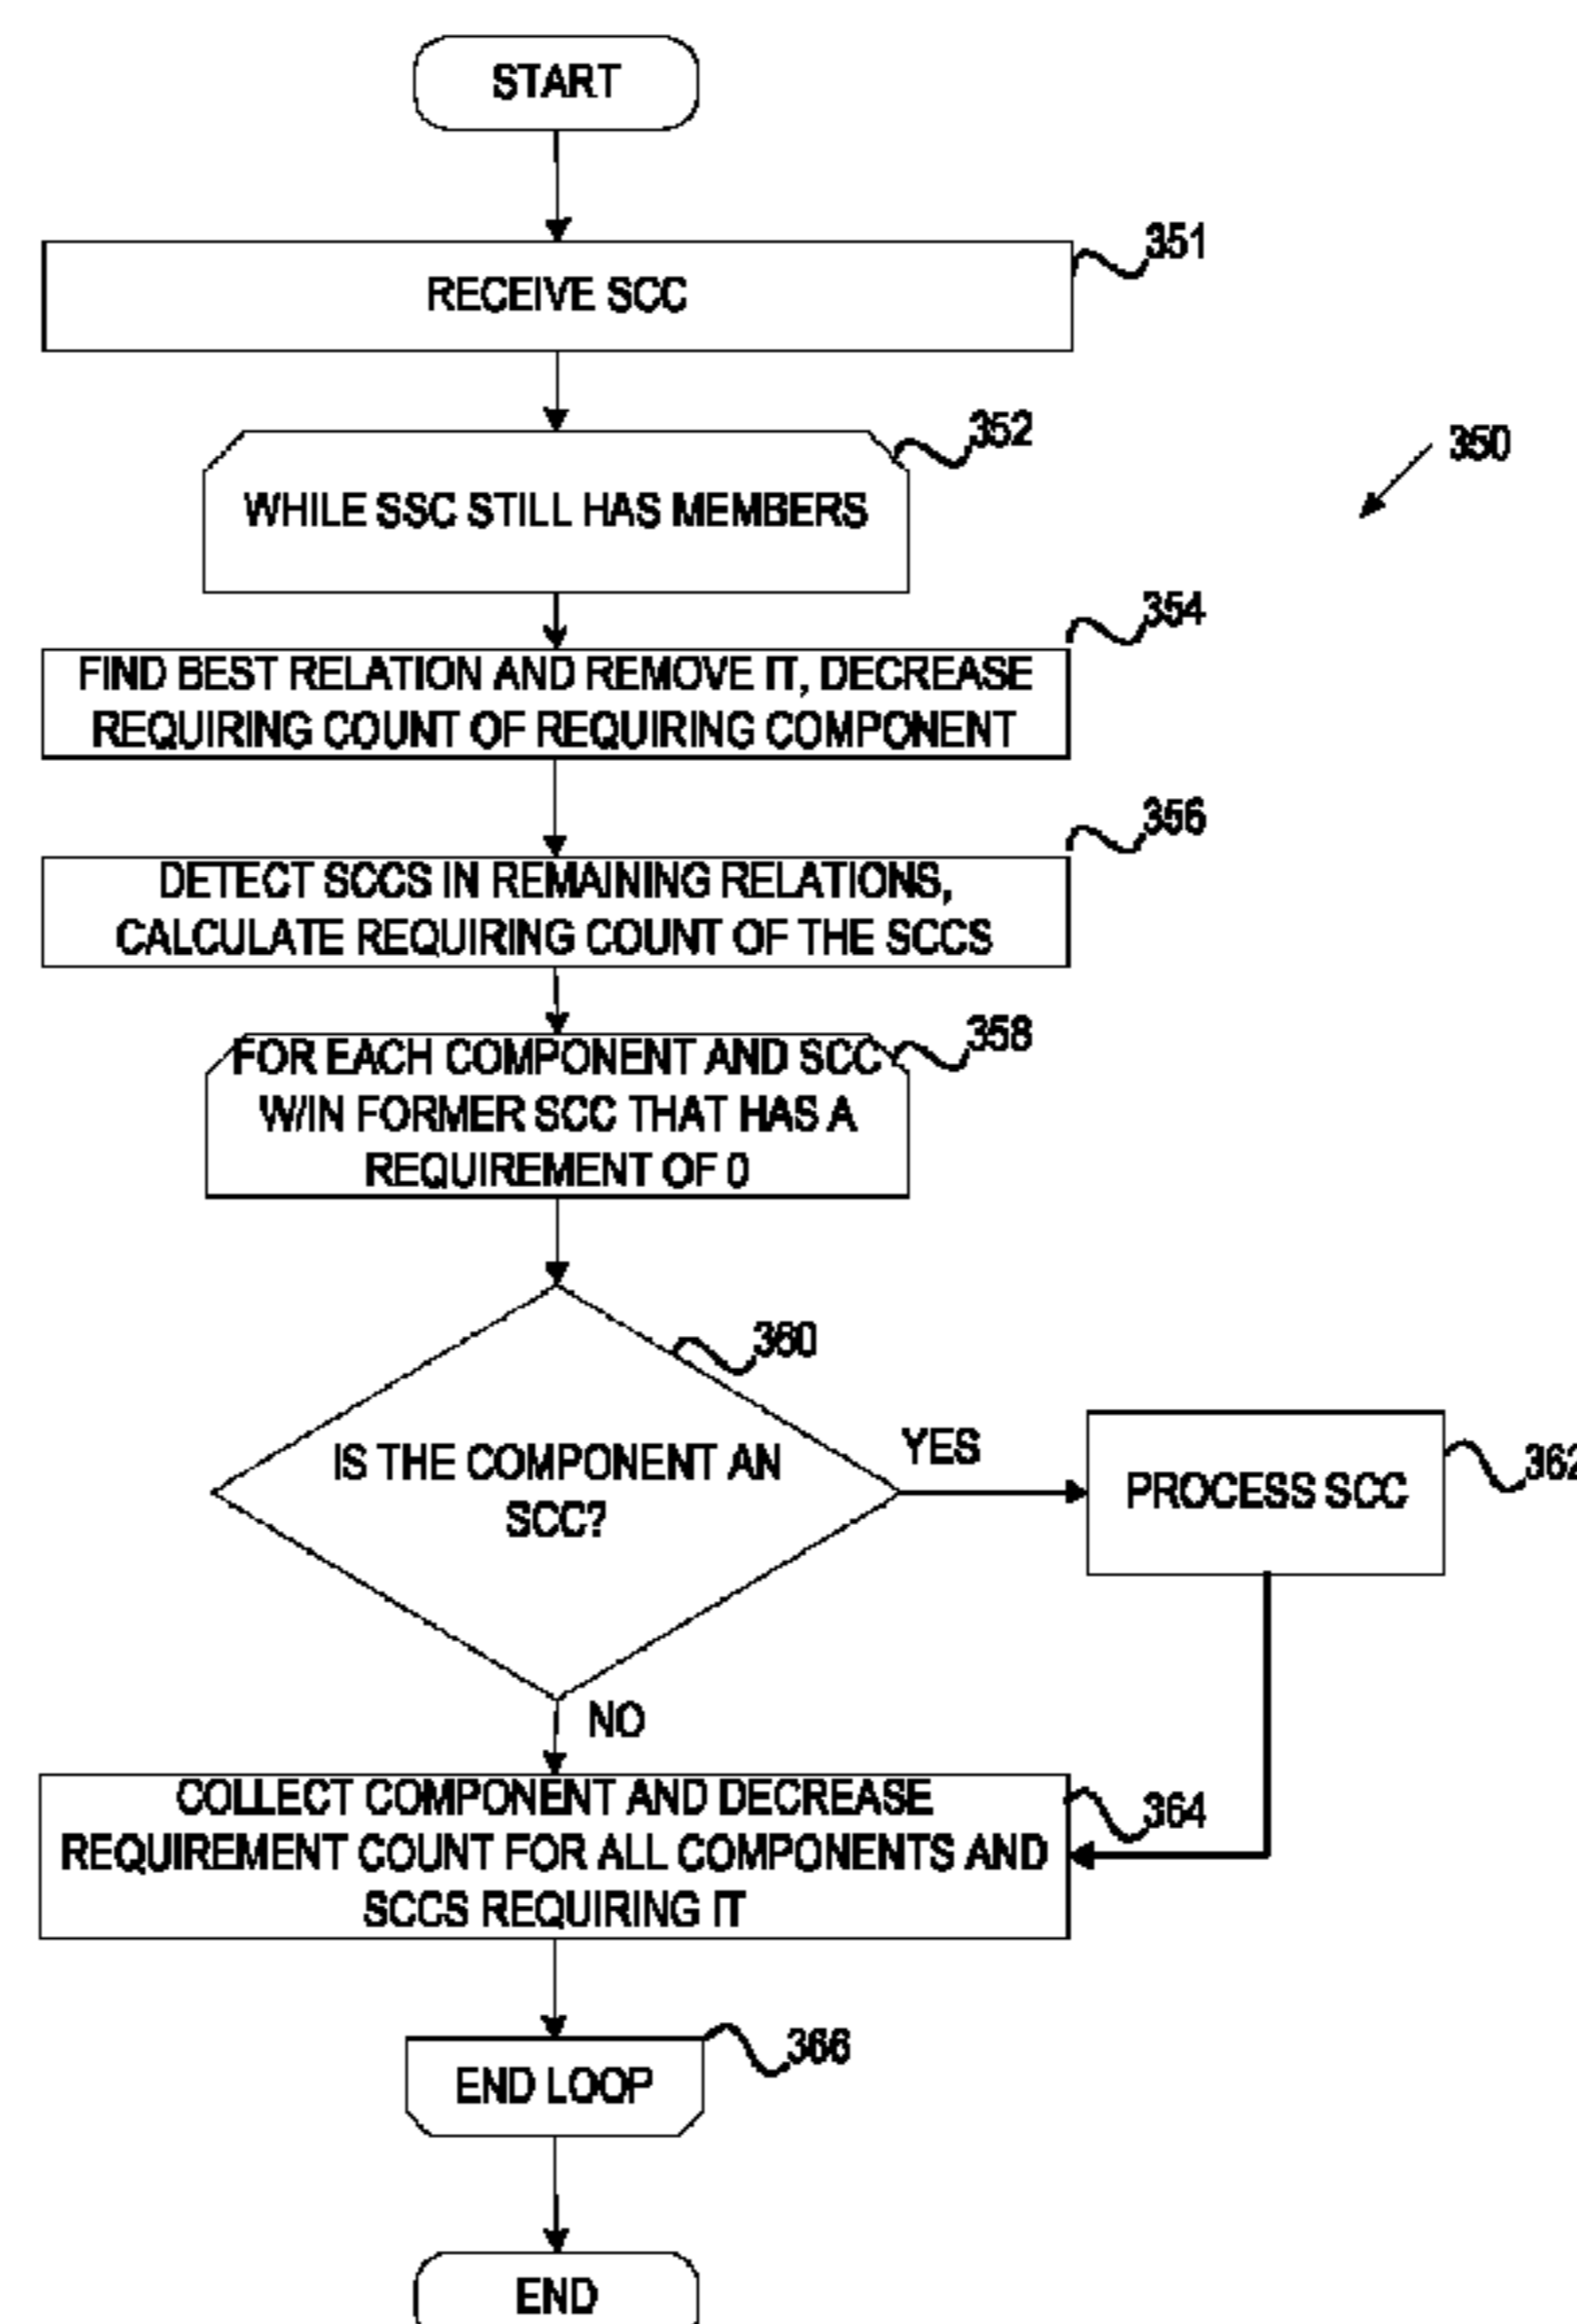 START
351
RECEIVE SCC
352
WHILE SSC STILL HAS MEMBERS
350
354
FIND BEST RELATION AND REMOVE IT, DECREASE
REQUIRING COUNT OF REQUIRING COMPONENT
356
DETECT SCCS IN REMAINING RELATIONS,
CALCULATE REQUIRING COUNT OF THE SCCS
358
FOR EACH COMPONENT AND SCC
W/IN FORMER SCC THAT HAS A
REQUIREMENT OF 0
360
IS THE COMPONENT AN
SCC?
YES
PROCESS SCC
362
NO
COLLECT COMPONENT AND DECREASE
REQUIREMENT COUNT FOR ALL COMPONENTS AND
SCCS REQUIRING IT
364
366
END LOOP
END